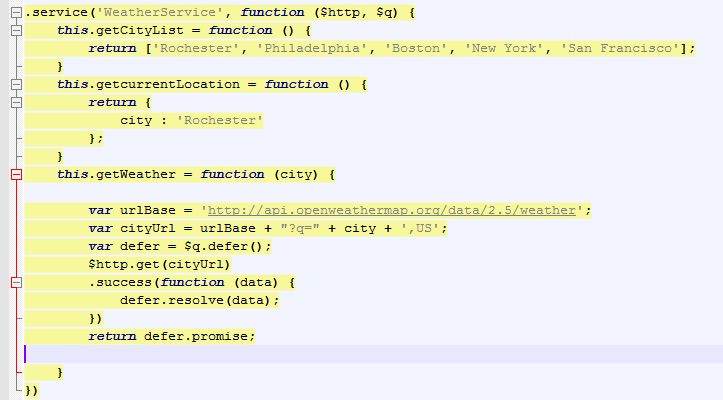 .service('WeatherService', function ($http, $q) {
    this.getCityList = function () {
        return ['Rochester', 'Philadelphia', 'Boston', 'New York', 'San Francisco'];
    }
    this.getcurrentLocation = function () {
        return {
            city : 'Rochester'
        };
    }
    this.getWeather = function (city) {
        var urlBase = 'http://api.openweathermap.org/data/2.5/weather';
        var cityUrl = urlBase + "?q=" + city + ',US';
        var defer = $q.defer();
        $http.get(cityUrl)
        .success(function (data) {
            defer.resolve(data);
        })
        return defer.promise;
    }
})